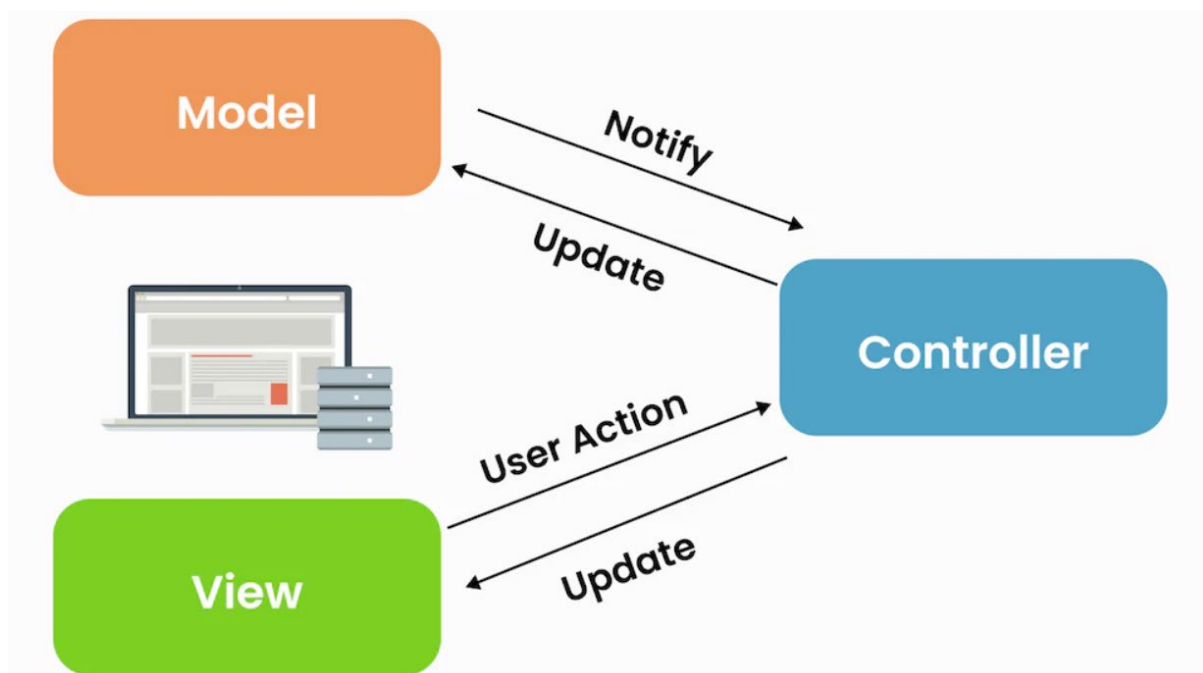 Model
Notify
Update
Controller
User Action
Update
View